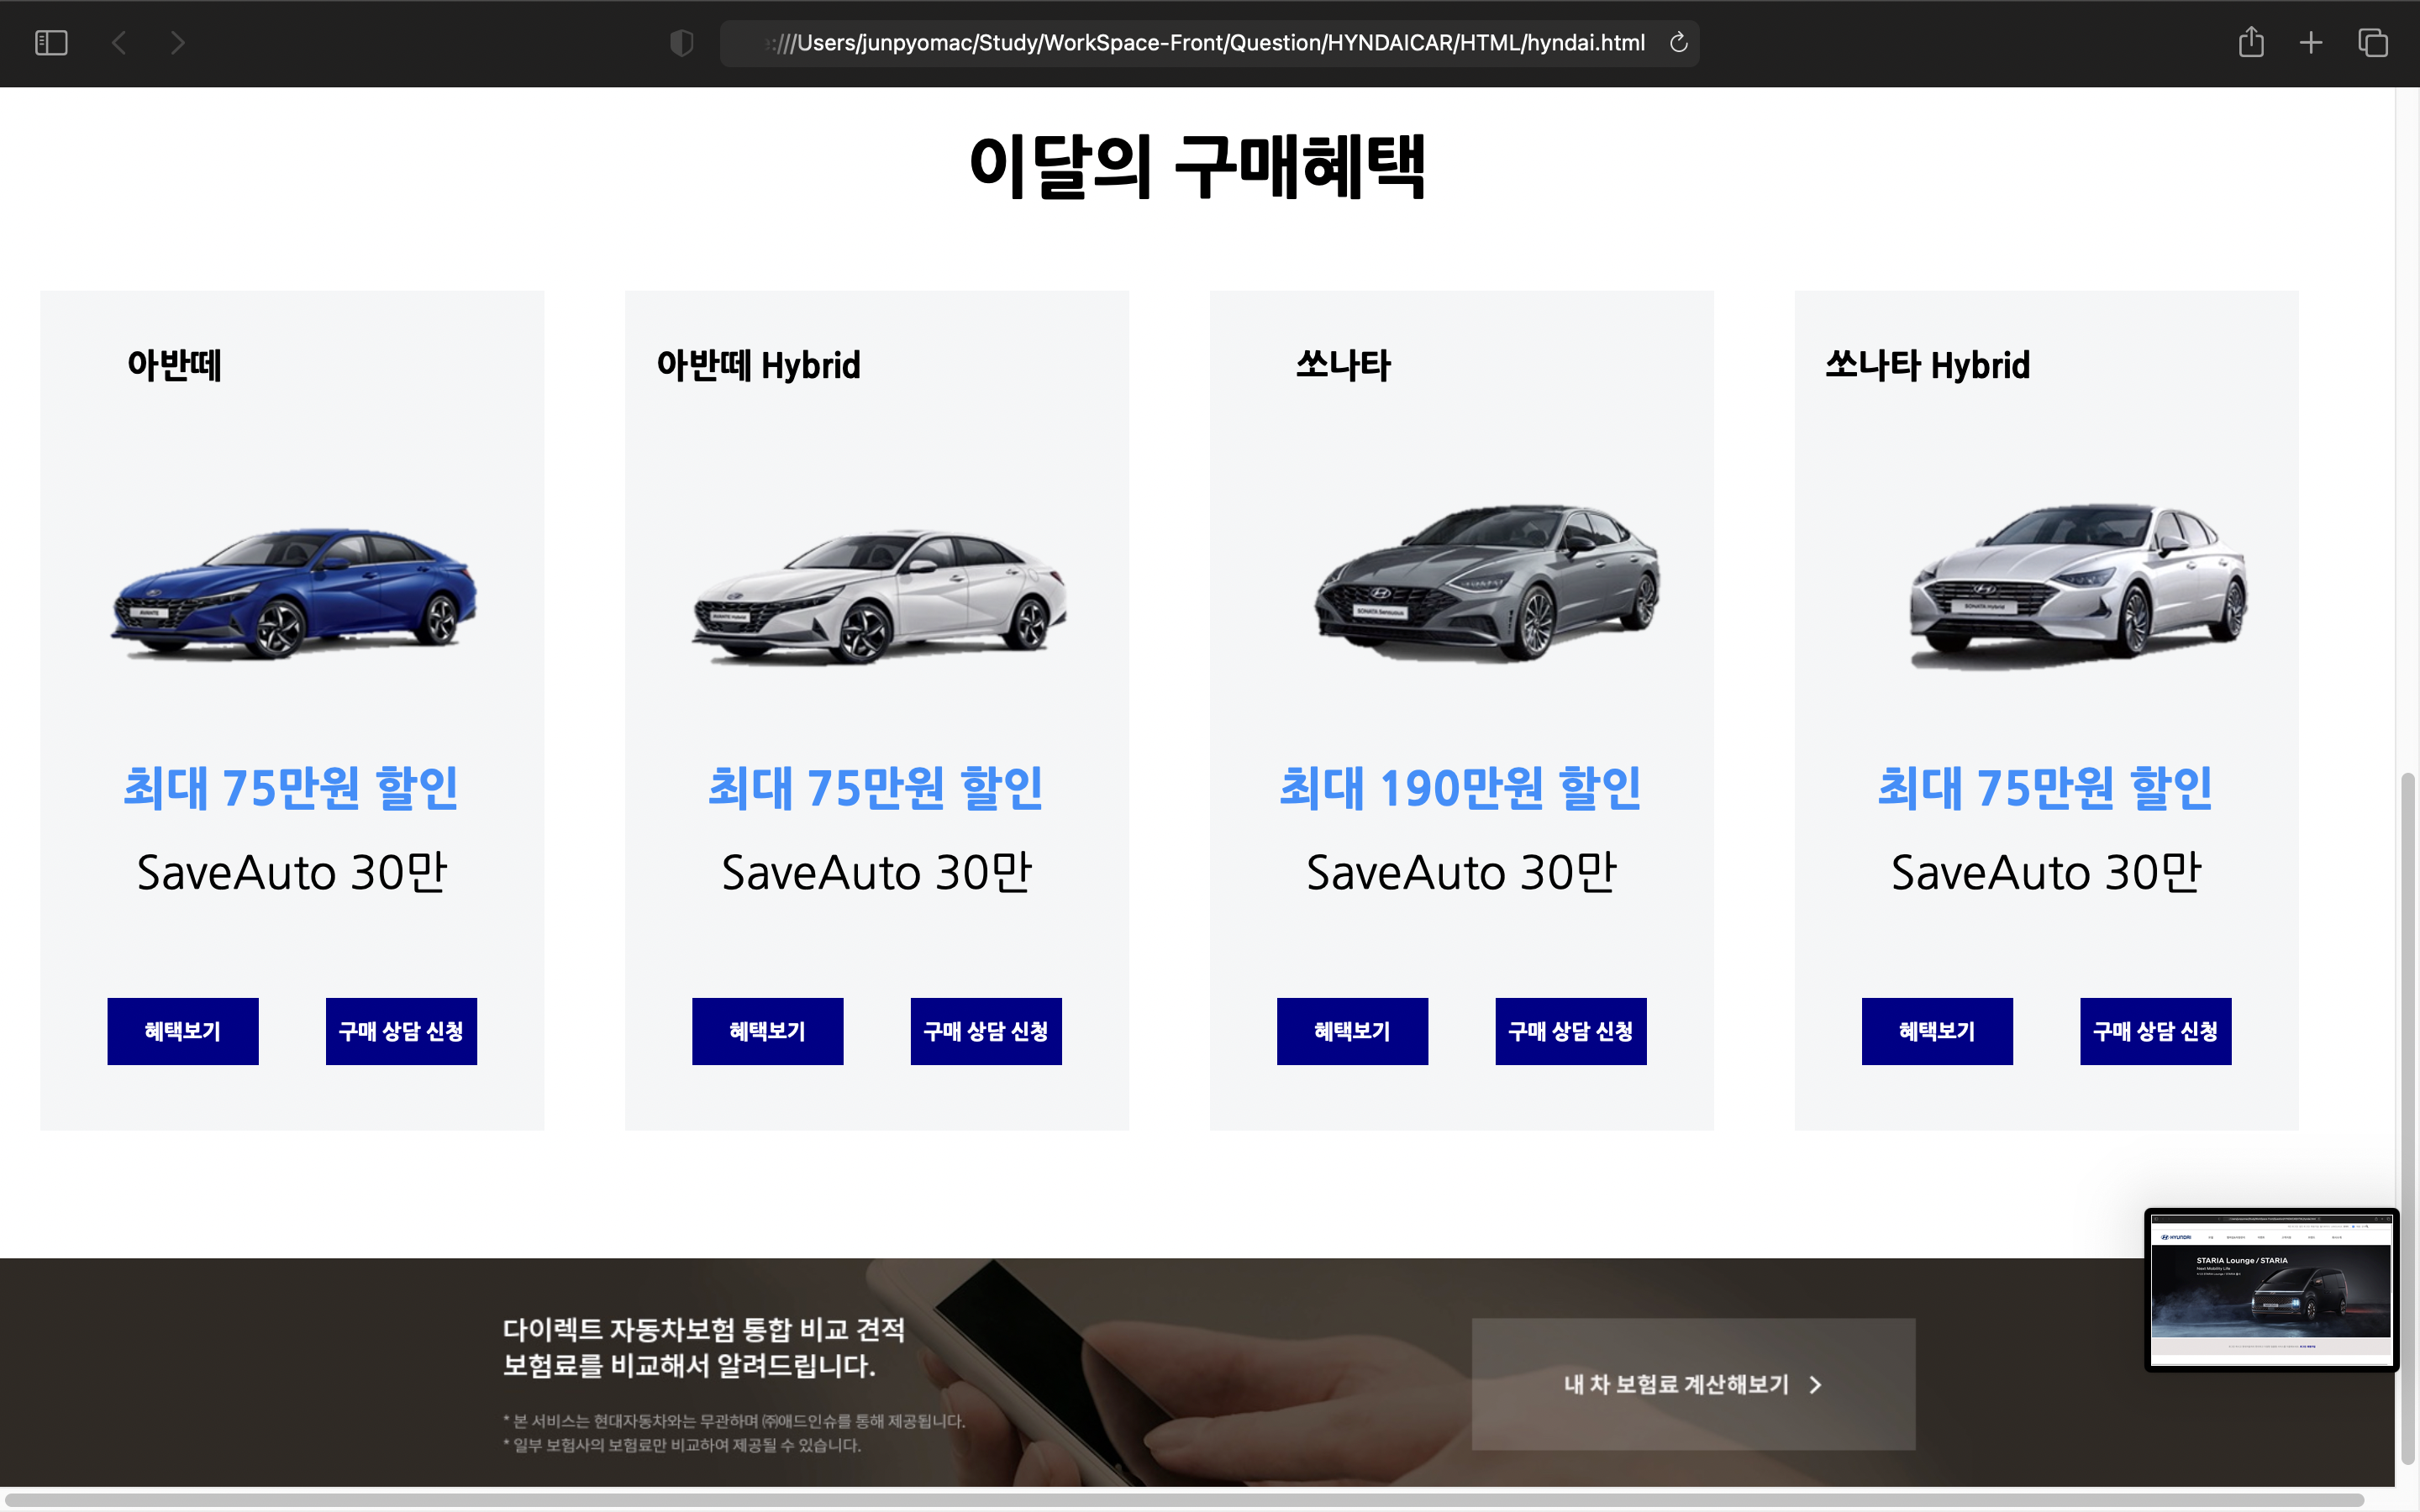 :///Users/junpyomac/Study/WorkSpace-Front/Question/HYNDAICAR/HTML/hyndai.html
이달의 구매혜택
아반떼
아반떼 Hybrid
쏘나타
쏘나타 Hybrid
AVANTE
AVANTE Hybrid
SONATA Sensuous
SONATA Hybrid
최대 75만원 할인
최대 75만원 할인
최대 190만원 할인
최대 75만원 할인
SaveAuto 30만
SaveAuto 30만
SaveAuto 30만
SaveAuto 30만
혜택보기
구매 상담 신청
혜택보기
구매 상담 신청
혜택보기
구매 상담 신청
혜택보기
구매 상담 신청
HYUNDAI
STARIA Lounge / STARIA
Next Mobility Life
다이렉트 자동차보험 통합 비교 견적
보험료를 비교해서 알려드립니다.
내 차 보험료 계산해보기
* 본 서비스는 현대자동차와는 무관하며 ㈜애드인슈를 통해 제공됩니다.
* 일부 보험사의 보험료만 비교하여 제공될 수 있습니다.